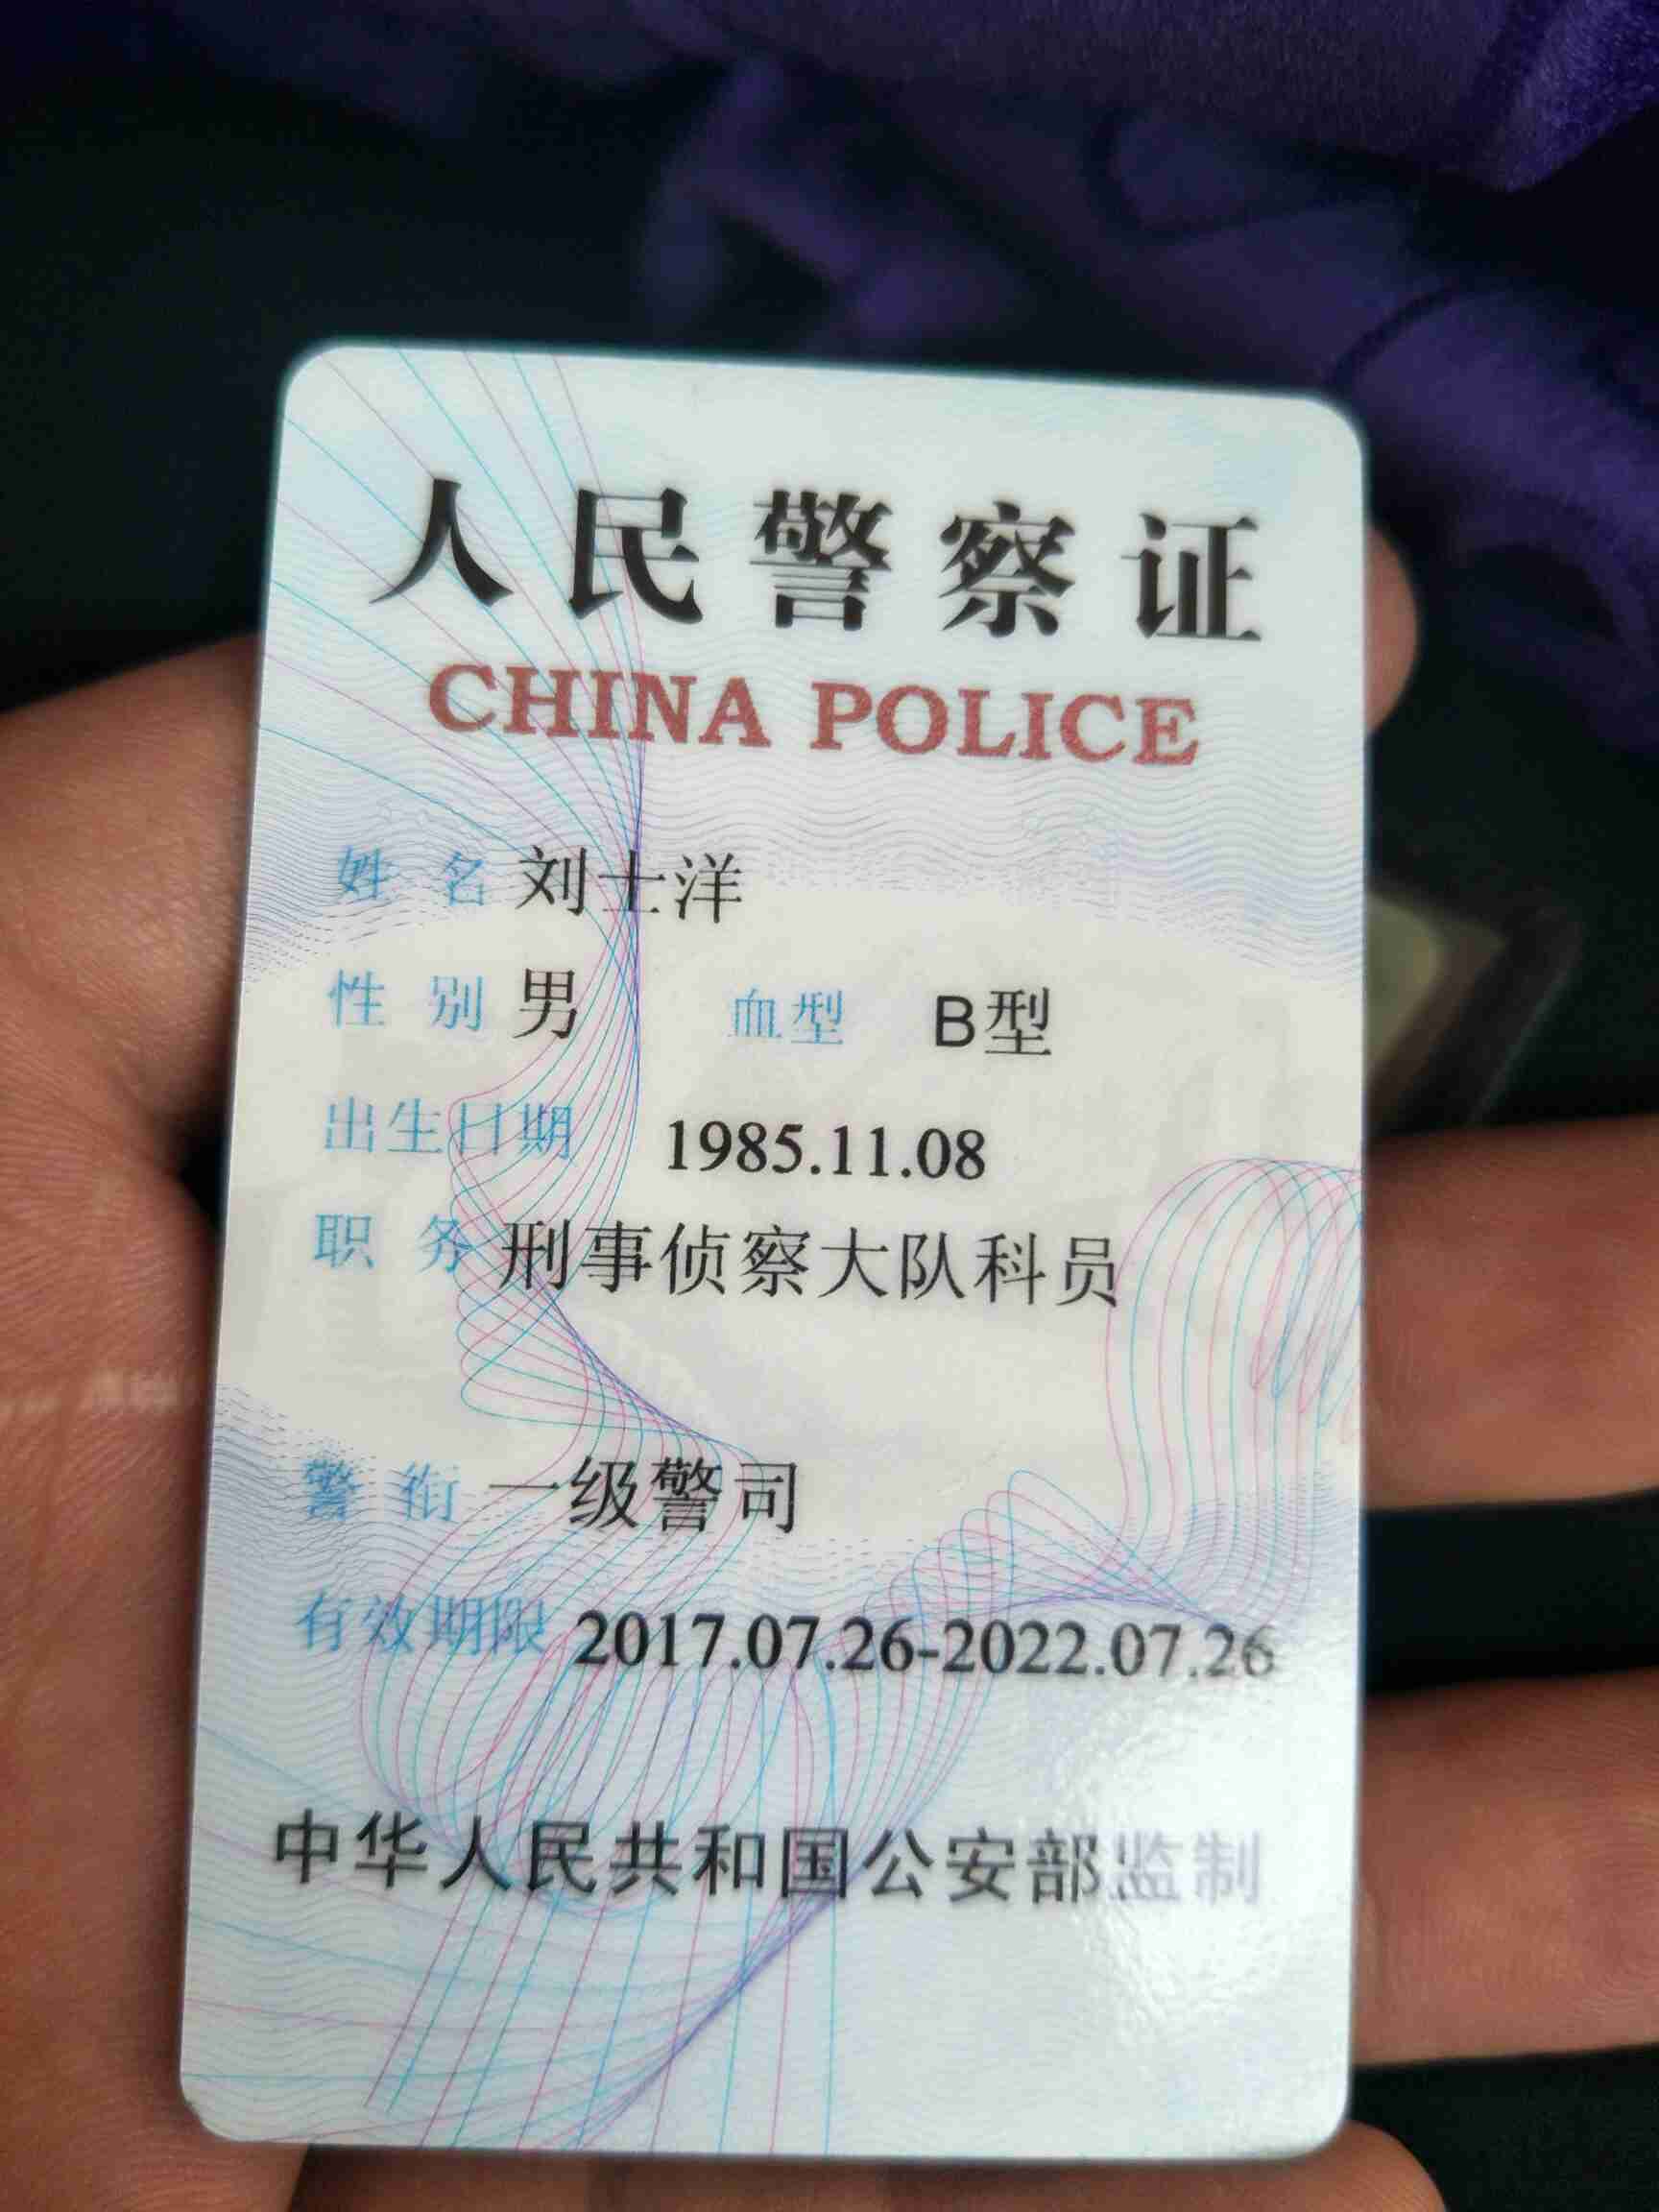 人民警察证
CHINA POLICE
姓 名 刘士洋
性 别 男 血型 B型
出生日期 1985.11.08
职 务 刑事侦察大队科员
警 衔 一级警司
有效期限 2017.07.26-2022.07.26
中华人民共和国公安部监制